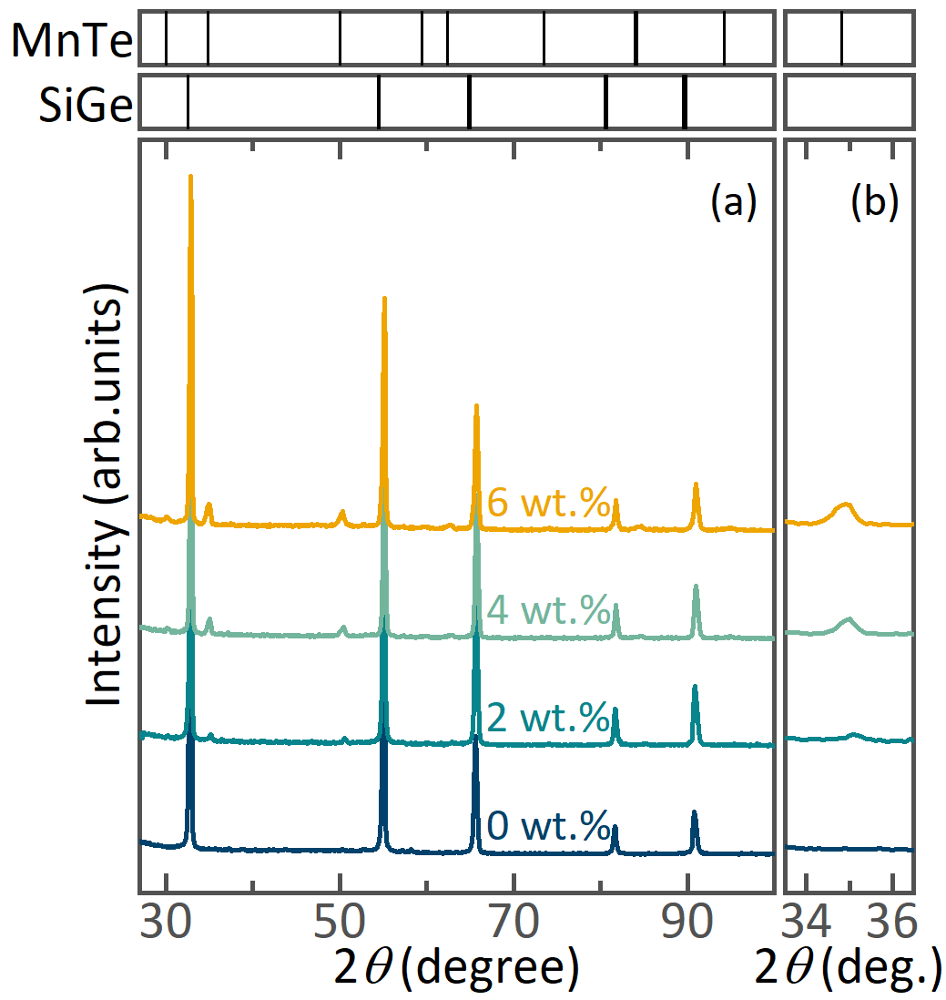 MnTe
SiGe
(a)
(b)
Intensity (arb.units)
6 wt.%
4 wt.%
2 wt.%
0 wt.%
30 50 70 90
34 36
2θ (degree)
2θ (deg.)